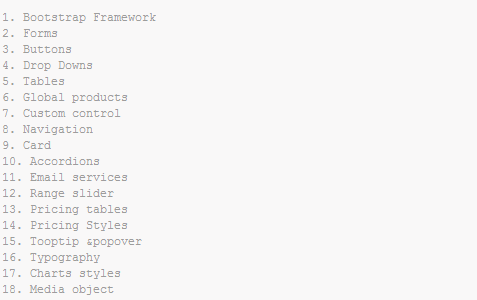 1. Bootstrap Framework
2. Forms
3. Buttons
4. Drop Downs
5. Tables
6. Global products
7. Custom control
8. Navigation
9. Card
10. Accordions
11. Email services
12. Range slider
13. Pricing tables
14. Pricing Styles
15. Tooptip &popover
16. Typography
17. Charts styles
18. Media object